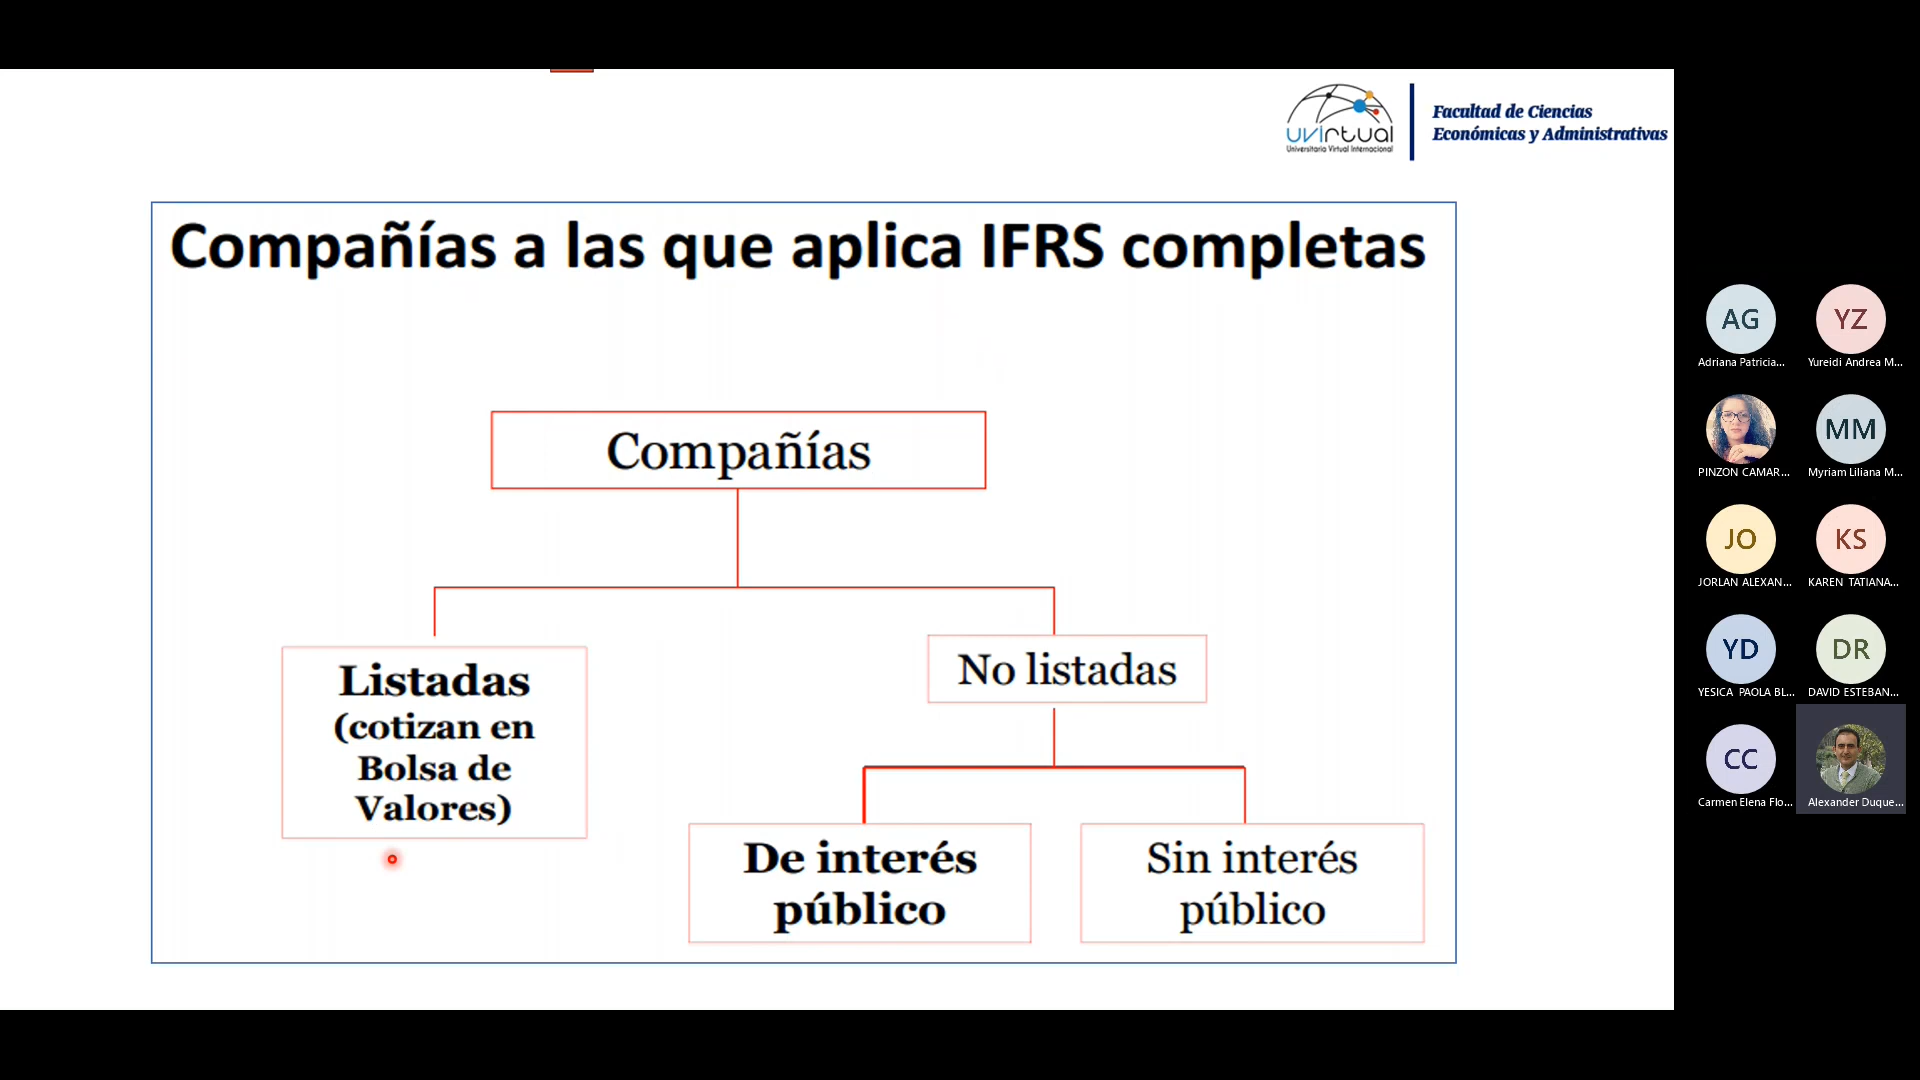 uvirtual
Universitaria Virtual Internacional
Facultad de Ciencias
Económicas y Administrativas
Compañías a las que aplica IFRS completas
Compañías
Listadas
(cotizan en
Bolsa de
Valores)
No listadas
De interés
público
Sin interés
público
AG
Adriana Patricia...
YZ
Yureidi Andrea M...
PINZON CAMAR...
MM
Myriam Liliana M...
JO
JORLAN ALEXAN...
KS
KAREN TATIANA...
YD
YESICA PAOLA BL...
DR
DAVID ESTEBAN...
CC
Carmen Elena Flo...
Alexander Duque...